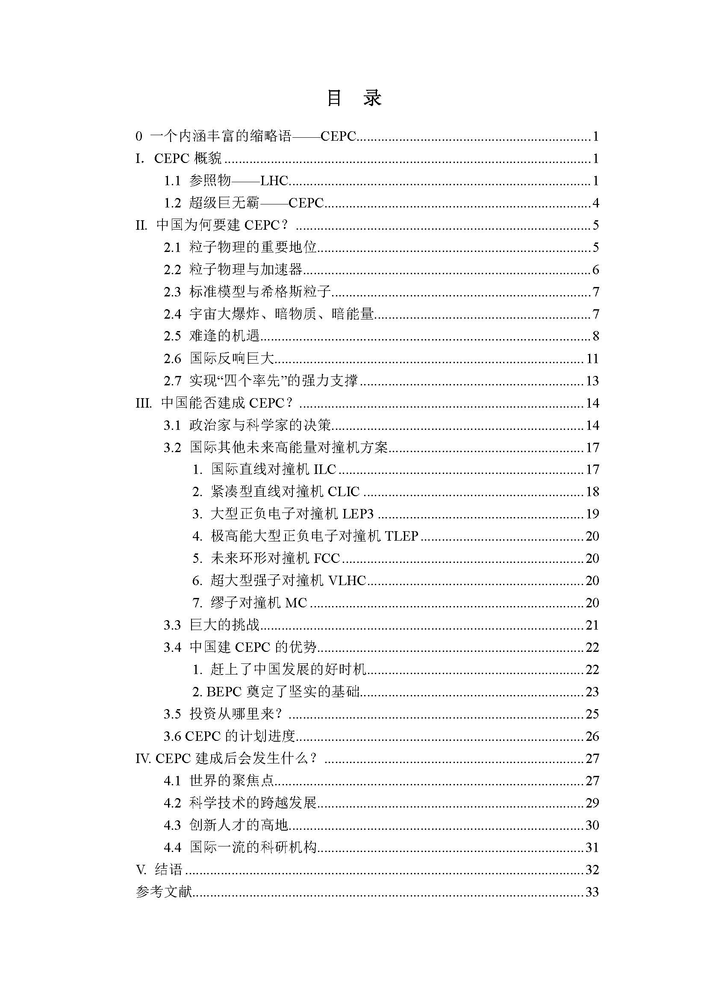 目 录
0 一个内涵丰富的缩略语——CEPC........1
I. CEPC 概貌........1
1.1 参照物——LHC........1
1.2 超级巨无霸——CEPC........4
II. 中国为何要建 CEPC？........5
2.1 粒子物理的重要地位........5
2.2 粒子物理与加速器........6
2.3 标准模型与希格斯粒子........7
2.4 宇宙大爆炸、暗物质、暗能量........7
2.5 难逢的机遇........8
2.6 国际反响巨大........11
2.7 实现“四个率先”的强力支撑........13
III. 中国能否建成 CEPC？........14
3.1 政治家与科学家的决策........14
3.2 国际其他未来高能量对撞机方案........17
1. 国际直线对撞机 ILC........17
2. 紧凑型直线对撞机 CLIC........18
3. 大型正负电子对撞机 LEP3........19
4. 极高能大型正负电子对撞机 TLEP........20
5. 未来环形对撞机 FCC........20
6. 超大型强子对撞机 VLHC........20
7. 缪子对撞机 MC........20
3.3 巨大的挑战........21
3.4 中国建 CEPC 的优势........22
1. 赶上了中国发展的好时机........22
2. BEPC 奠定了坚实的基础........23
3.5 投资从哪里来？........25
3.6 CEPC 的计划进度........26
IV. CEPC 建成后会发生什么？........27
4.1 世界的聚焦点........27
4.2 科学技术的跨越发展........29
4.3 创新人才的高地........30
4.4 国际一流的科研机构........31
V. 结语........32
参考文献........33